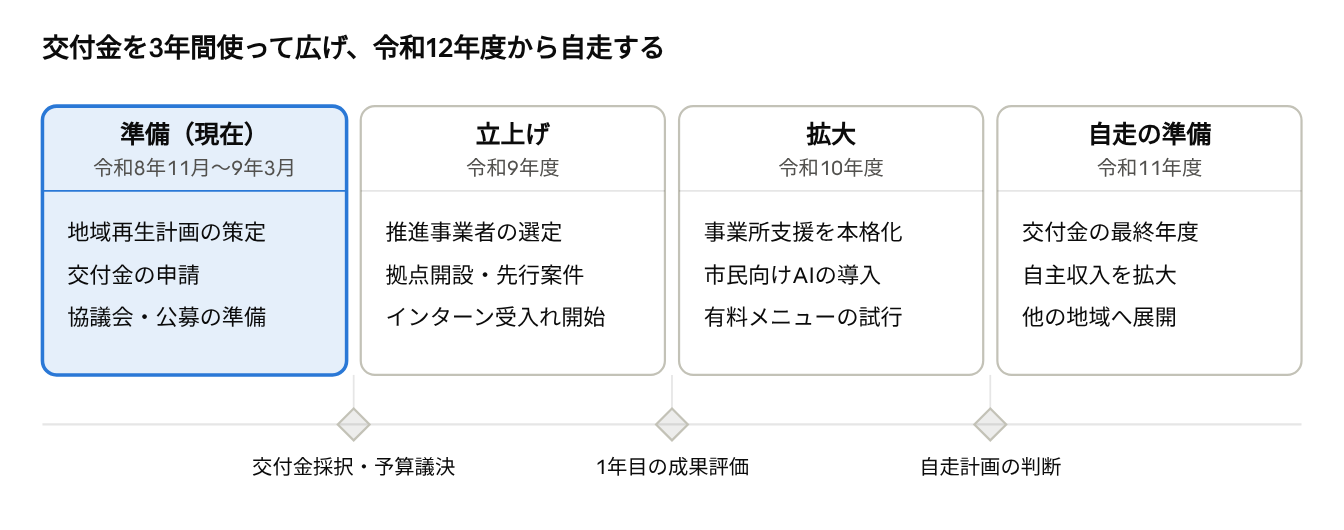 交付金を3年間使って広げ、令和12年度から自走する
準備（現在）
令和8年11月～9年3月
地域再生計画の策定
交付金の申請
協議会・公募の準備
立上げ
令和9年度
推進事業者の選定
拠点開設・先行案件
インターン受入れ開始
拡大
令和10年度
事業所支援を本格化
市民向けAIの導入
有料メニューの試行
自走の準備
令和11年度
交付金の最終年度
自主収入を拡大
他の地域へ展開
交付金採択・予算議決
1年目の成果評価
自走計画の判断